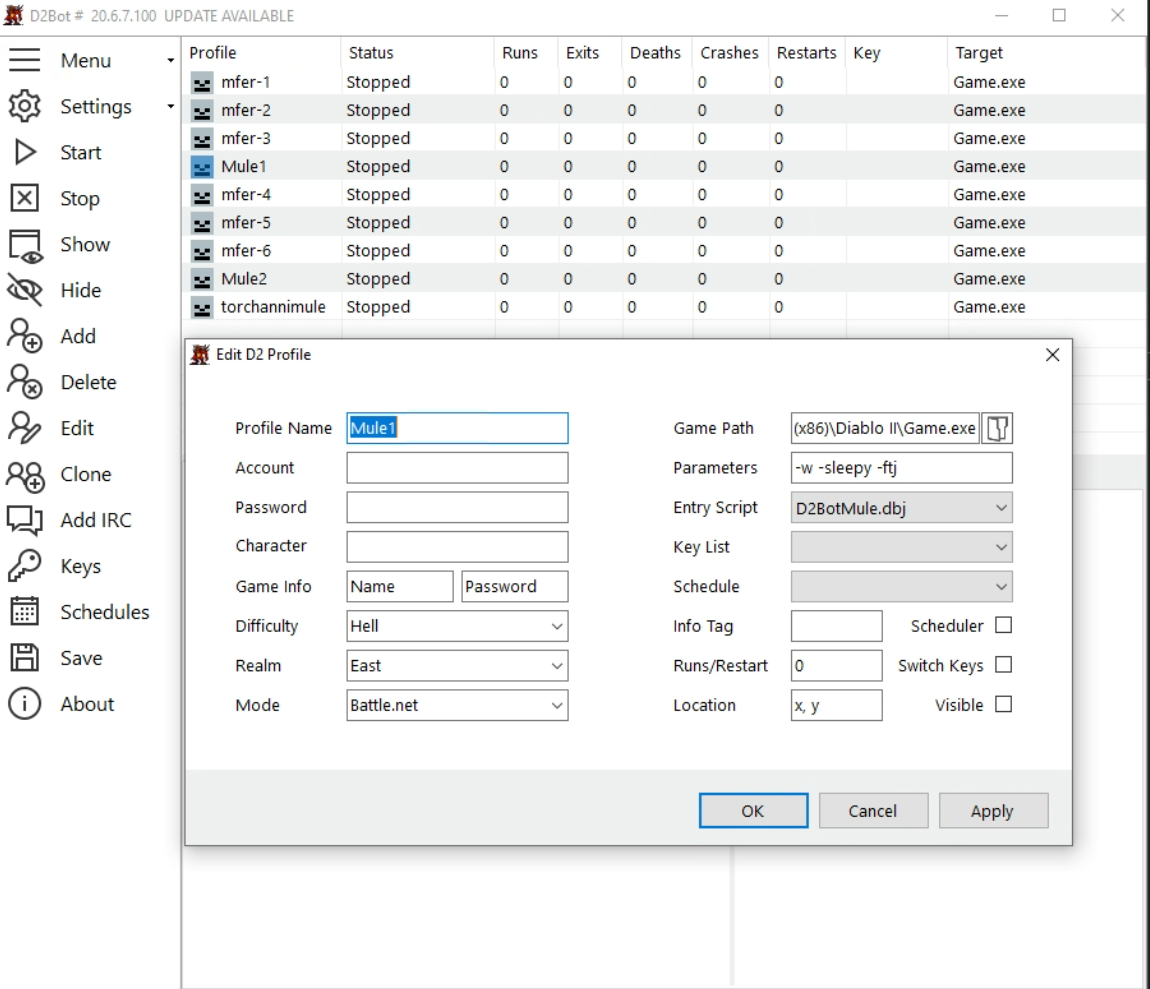 D2Bot # 20.6.7.100 UPDATE AVAILABLE
Menu
Settings
Start
Stop
Show
Hide
Add
Delete
Edit
Clone
Add IRC
Keys
Schedules
Save
About
Profile Status Runs Exits Deaths Crashes Restarts Key Target
mfer-1 Stopped 0 0 0 0 0 Game.exe
mfer-2 Stopped 0 0 0 0 0 Game.exe
mfer-3 Stopped 0 0 0 0 0 Game.exe
Mule1 Stopped 0 0 0 0 0 Game.exe
mfer-4 Stopped 0 0 0 0 0 Game.exe
mfer-5 Stopped 0 0 0 0 0 Game.exe
mfer-6 Stopped 0 0 0 0 0 Game.exe
Mule2 Stopped 0 0 0 0 0 Game.exe
torchannimule Stopped 0 0 0 0 0 Game.exe
Edit D2 Profile
Profile Name Mule1
Account
Password
Character
Game Info Name Password
Difficulty Hell
Realm East
Mode Battle.net
Game Path (x86)\Diablo II\Game.exe
Parameters -w -sleepy -ftj
Entry Script D2BotMule.dbj
Key List
Schedule
Info Tag Scheduler
Runs/Restart 0 Switch Keys
Location x, y Visible
OK Cancel Apply